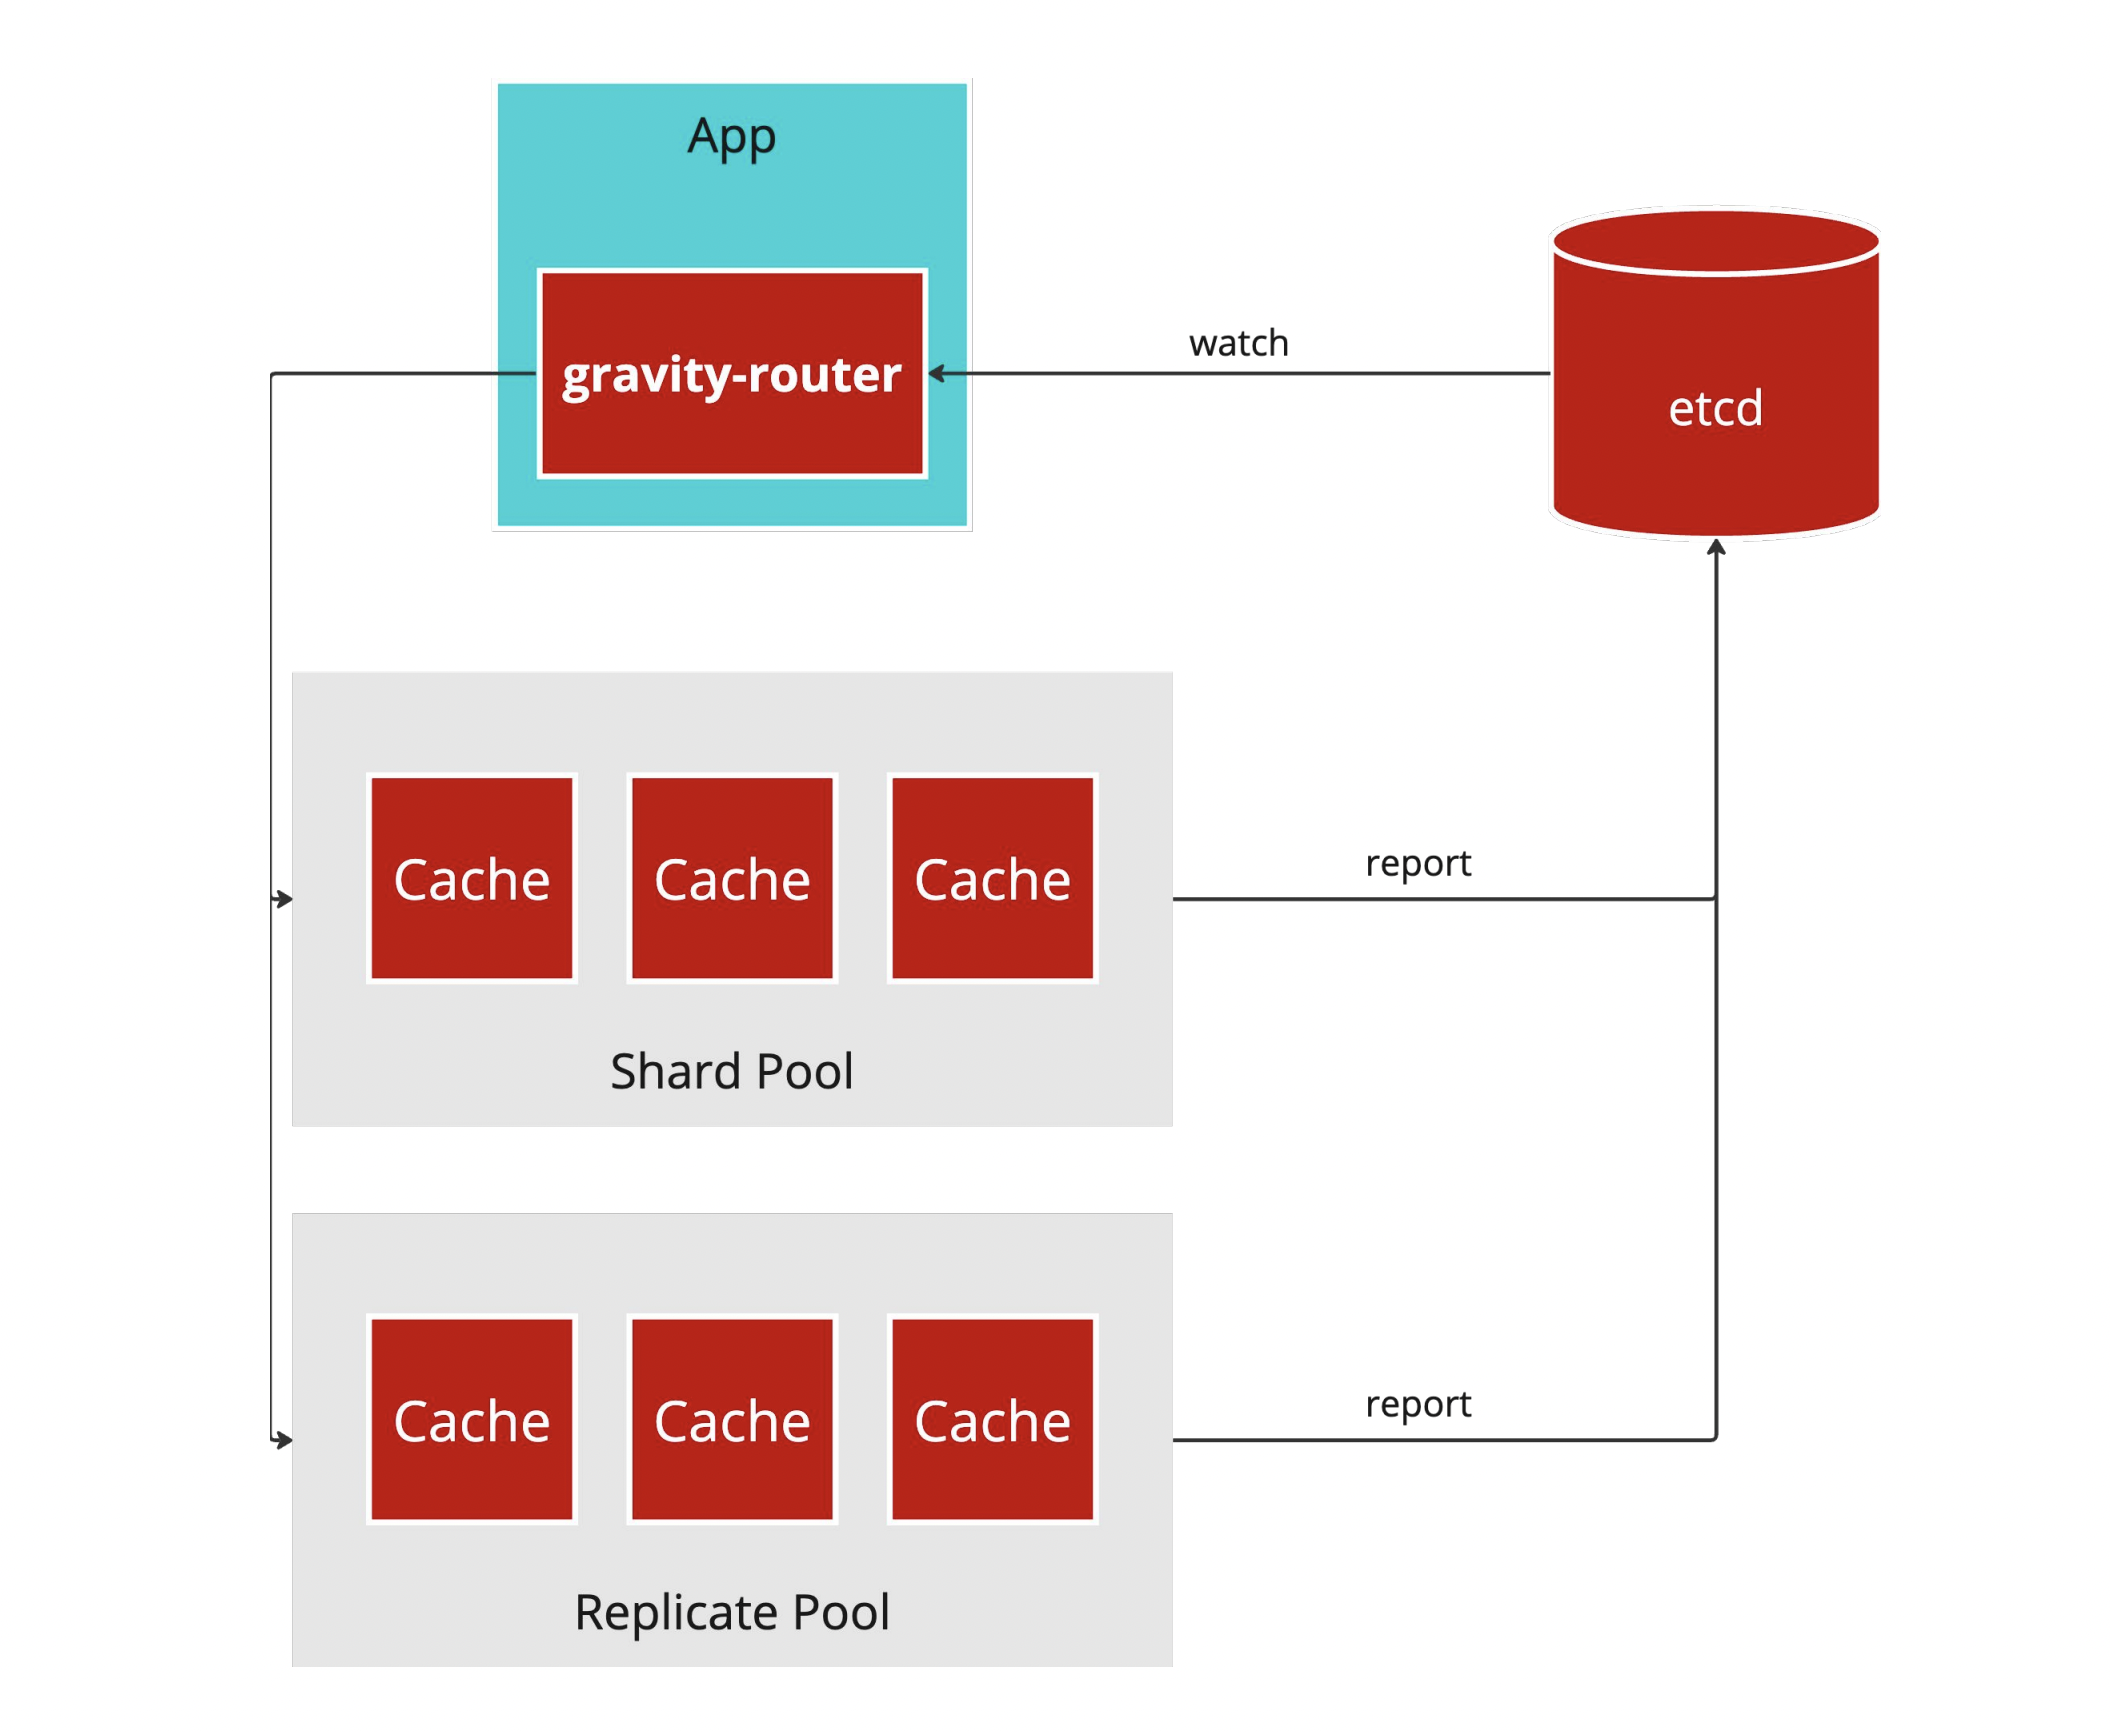 App
gravity-router
watch
etcd
Cache
Cache
Cache
report
Shard Pool
Cache
Cache
Cache
report
Replicate Pool